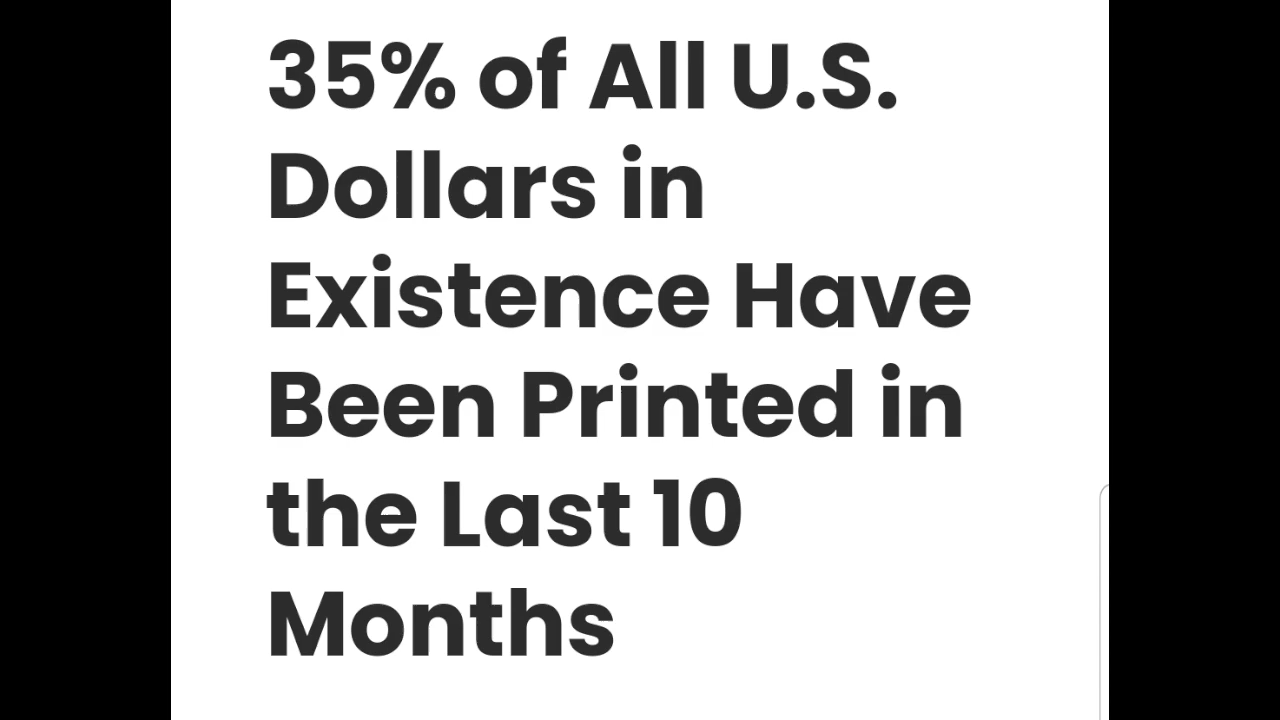 35% of All U.S.
Dollars in
Existence Have
Been Printed in
the Last 10
Months